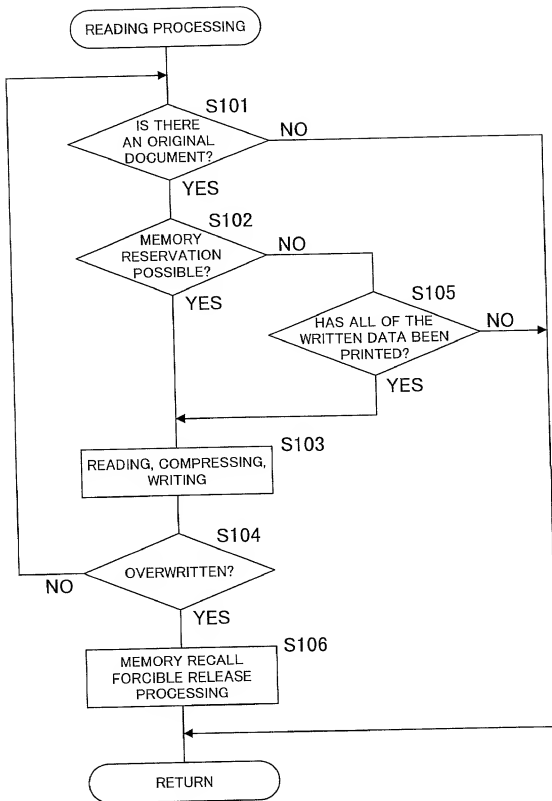 READING PROCESSING
S101
IS THERE
AN ORIGINAL
DOCUMENT?
NO
YES
S102
MEMORY
RESERVATION
POSSIBLE?
NO
YES
S105
HAS ALL OF THE
WRITTEN DATA BEEN
PRINTED?
NO
YES
S103
READING, COMPRESSING,
WRITING
S104
OVERWRITTEN?
NO
YES
S106
MEMORY RECALL
FORCIBLE RELEASE
PROCESSING
RETURN